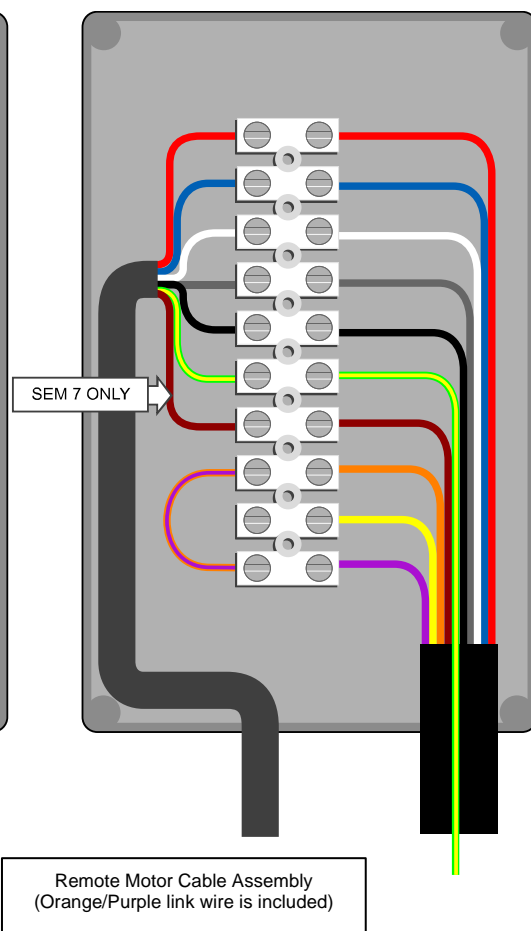 SEM 7 ONLY
Remote Motor Cable Assembly
(Orange/Purple link wire is included)